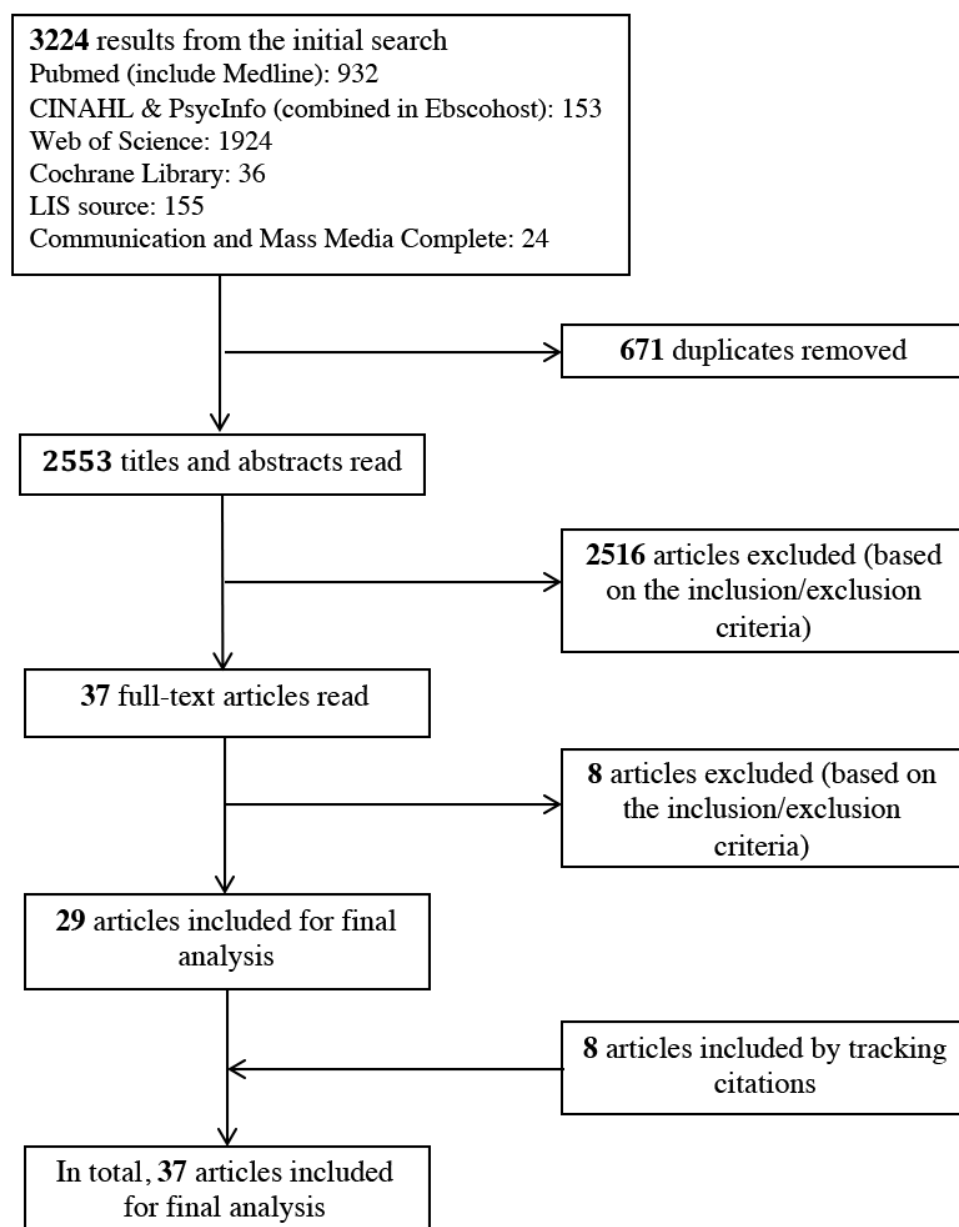 3224 results from the initial search
Pubmed (include Medline): 932
CINAHL & PsycInfo (combined in Ebscohost): 153
Web of Science: 1924
Cochrane Library: 36
LIS source: 155
Communication and Mass Media Complete: 24
671 duplicates removed
2553 titles and abstracts read
2516 articles excluded (based
on the inclusion/exclusion
criteria)
37 full-text articles read
8 articles excluded (based on
the inclusion/exclusion
criteria)
29 articles included for final
analysis
8 articles included by tracking
citations
In total, 37 articles included
for final analysis